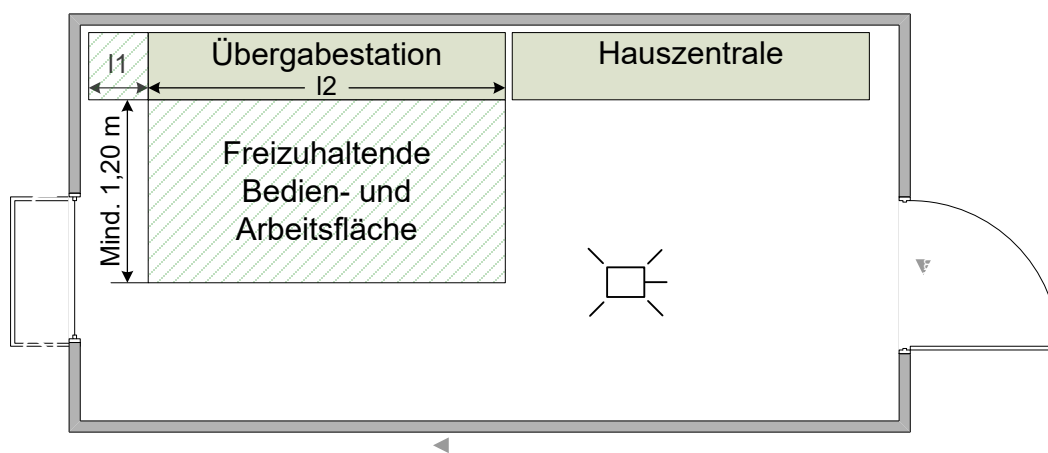 l1
Übergabestation
l2
Hauszentrale
Mind. 1,20 m
Freizuhaltende
Bedien- und
Arbeitsfläche